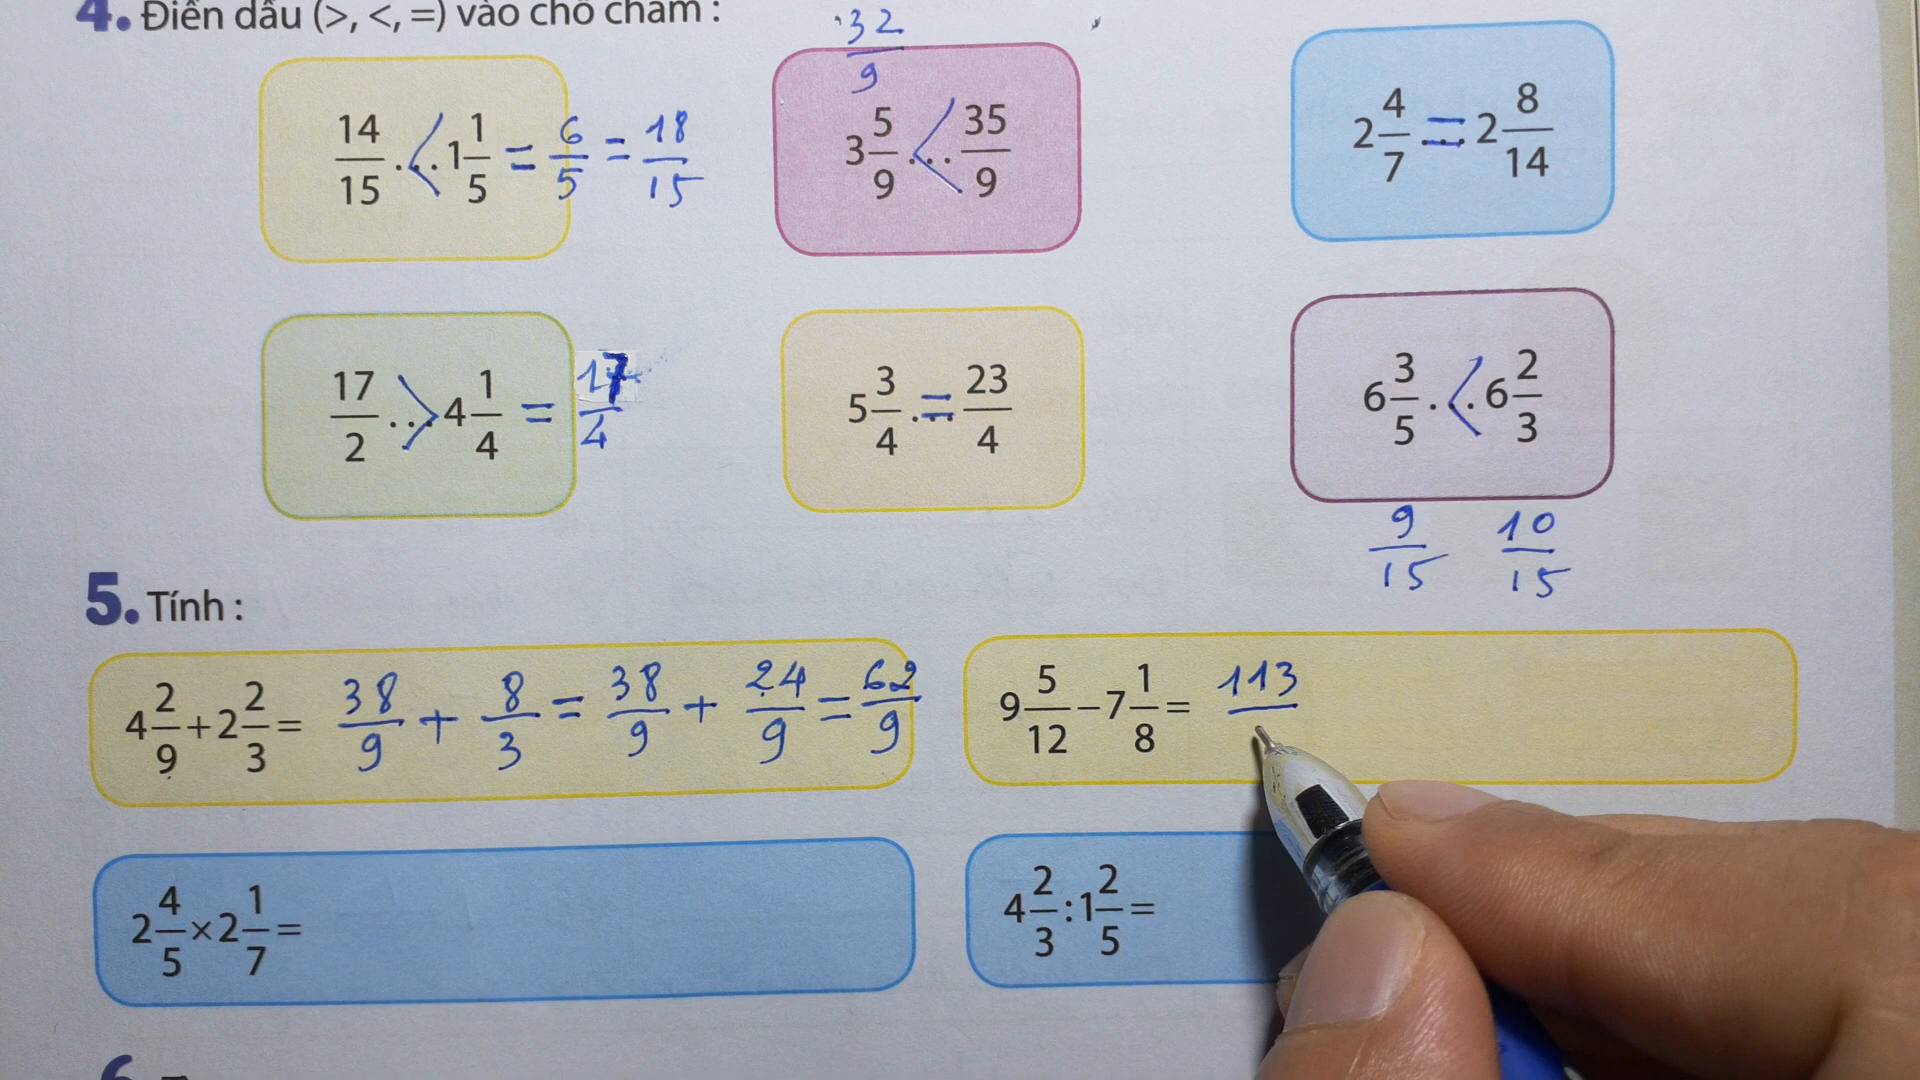 4. Điền dấu (>, <, =) vào chỗ chấm :
32/9
14/15 ...< 1 1/5 = 6/5 = 18/15
3 5/9 ...< 35/9
2 4/7 ...= 2 8/14
17/2 ...> 4 1/4 = 17/4
5 3/4 ...= 23/4
6 3/5 ...< 6 2/3
9/15 10/15
5. Tính :
4 2/9 + 2 2/3 = 38/9 + 8/3 = 38/9 + 24/9 = 62/9
9 5/12 − 7 1/8 = 113
2 4/5 × 2 1/7 =
4 2/3 : 1 2/5 =